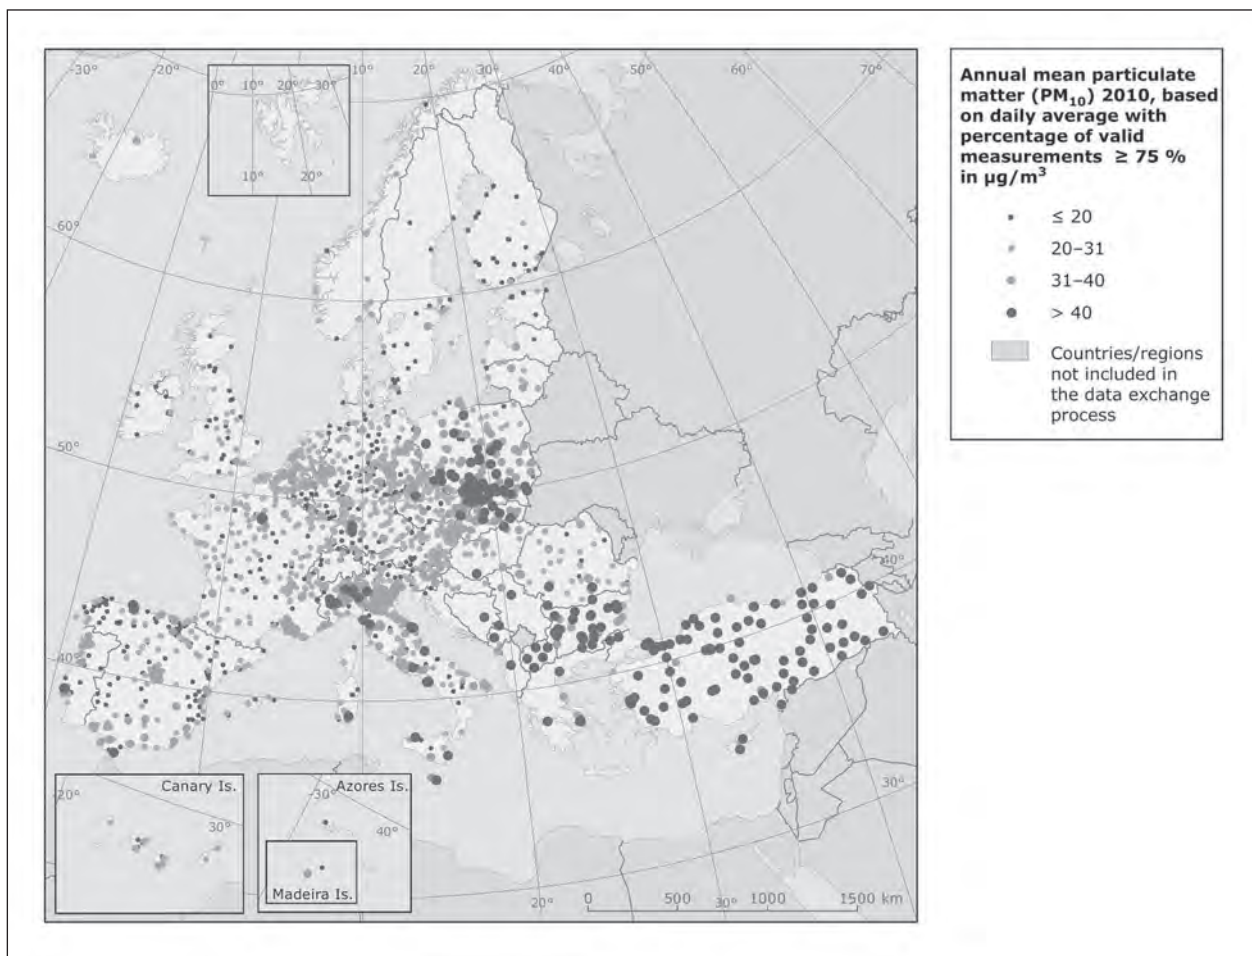 -30°
-20°
0° 10° 20° 30°
10° 20°
10°
20°
30°
40°
50°
60°
70°
60°
50°
40°
40°
Canary Is.
-20°
30°
Azores Is.
-30°
40°
Madeira Is.
30°
20°
0 500 30° 1000 1500 km
Annual mean particulate
matter (PM₁₀) 2010, based
on daily average with
percentage of valid
measurements ≥ 75 %
in µg/m³
≤ 20
20–31
31–40
> 40
Countries/regions
not included in
the data exchange
process